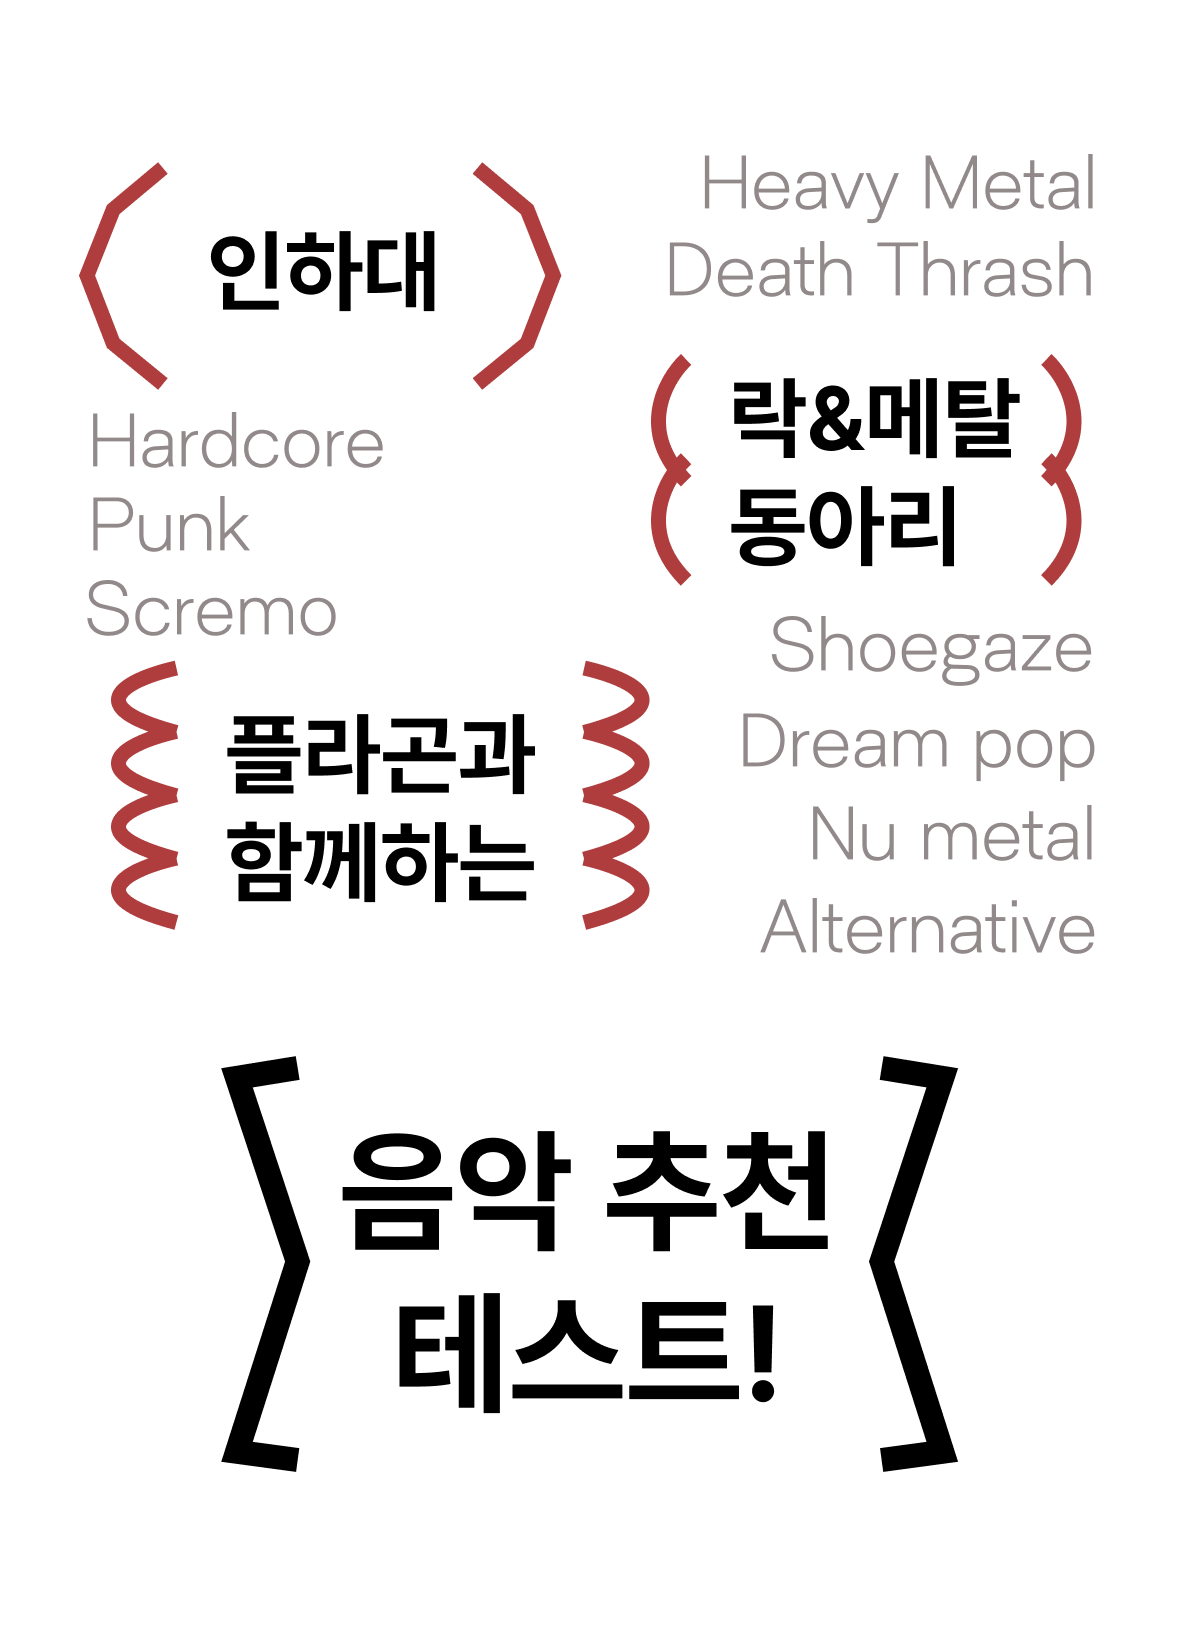 Heavy Metal
Death Thrash
인하대
락&메탈
동아리
Hardcore
Punk
Scremo
Shoegaze
Dream pop
Nu metal
Alternative
플라곤과
함께하는
음악 추천
테스트!